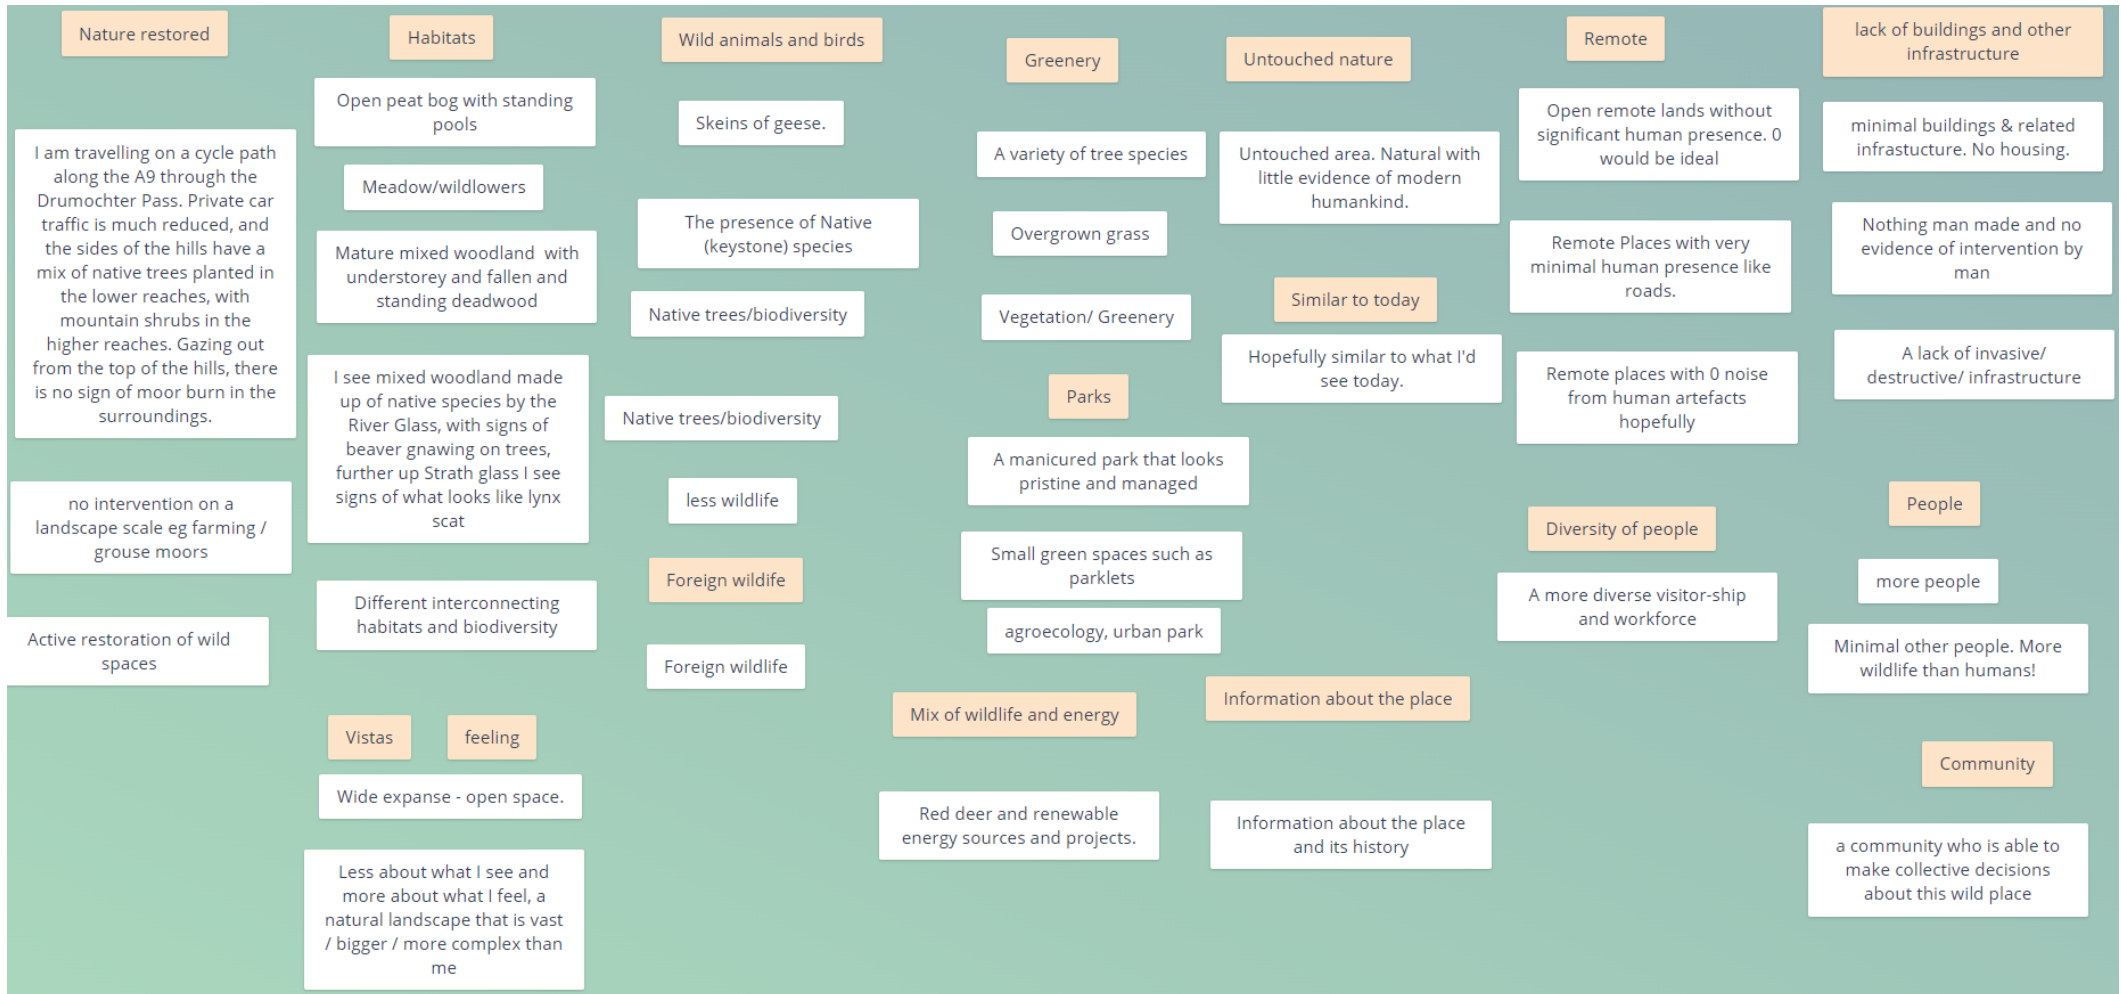 Nature restored
I am travelling on a cycle path
along the A9 through the
Drumochter Pass. Private car
traffic is much reduced, and
the sides of the hills have a
mix of native trees planted in
the lower reaches, with
mountain shrubs in the
higher reaches. Gazing out
from the top of the hills, there
is no sign of moor burn in the
surroundings.
no intervention on a
landscape scale eg farming /
grouse moors
Active restoration of wild
spaces
Habitats
Open peat bog with standing
pools
Meadow/wildlowers
Mature mixed woodland with
understorey and fallen and
standing deadwood
I see mixed woodland made
up of native species by the
River Glass, with signs of
beaver gnawing on trees,
further up Strath glass I see
signs of what looks like lynx
scat
Different interconnecting
habitats and biodiversity
Vistas
feeling
Wide expanse - open space.
Less about what I see and
more about what I feel, a
natural landscape that is vast
/ bigger / more complex than
me
Wild animals and birds
Skeins of geese.
The presence of Native
(keystone) species
Native trees/biodiversity
Native trees/biodiversity
less wildlife
Foreign wildife
Foreign wildlife
Greenery
A variety of tree species
Overgrown grass
Vegetation/ Greenery
Parks
A manicured park that looks
pristine and managed
Small green spaces such as
parklets
agroecology, urban park
Mix of wildlife and energy
Red deer and renewable
energy sources and projects.
Untouched nature
Untouched area. Natural with
little evidence of modern
humankind.
Similar to today
Hopefully similar to what I'd
see today.
Information about the place
Information about the place
and its history
Remote
Open remote lands without
significant human presence. 0
would be ideal
Remote Places with very
minimal human presence like
roads.
Remote places with 0 noise
from human artefacts
hopefully
Diversity of people
A more diverse visitor-ship
and workforce
lack of buildings and other
infrastructure
minimal buildings & related
infrastucture. No housing.
Nothing man made and no
evidence of intervention by
man
A lack of invasive/
destructive/ infrastructure
People
more people
Minimal other people. More
wildlife than humans!
Community
a community who is able to
make collective decisions
about this wild place